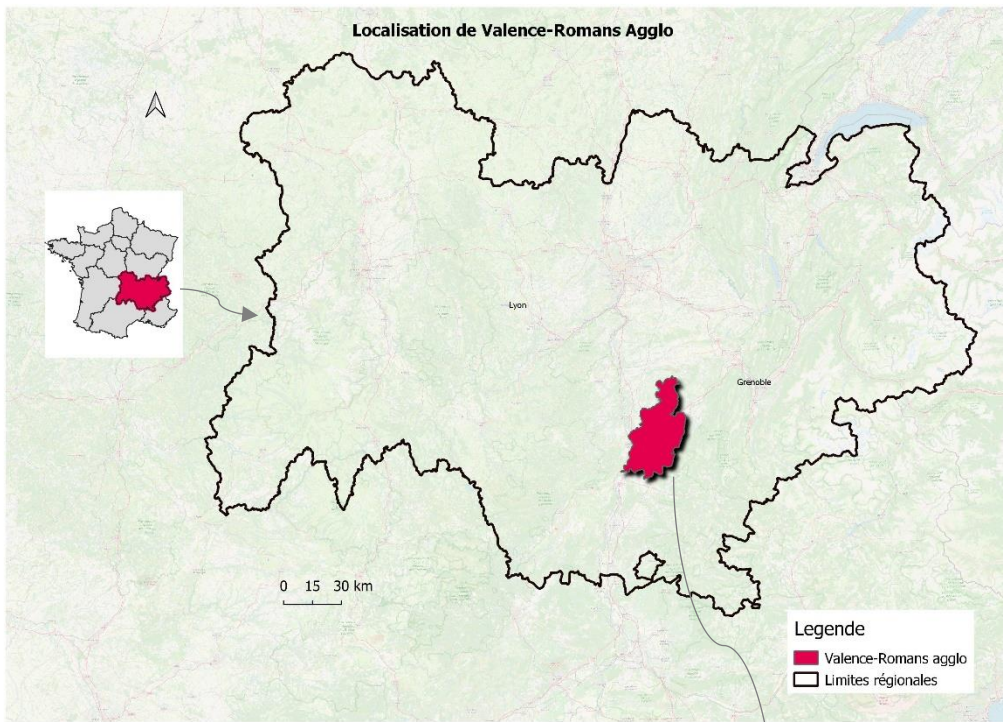 Localisation de Valence-Romans Agglo
Lyon
Grenoble
0 15 30 km
Legende
Valence-Romans agglo
Limites régionales